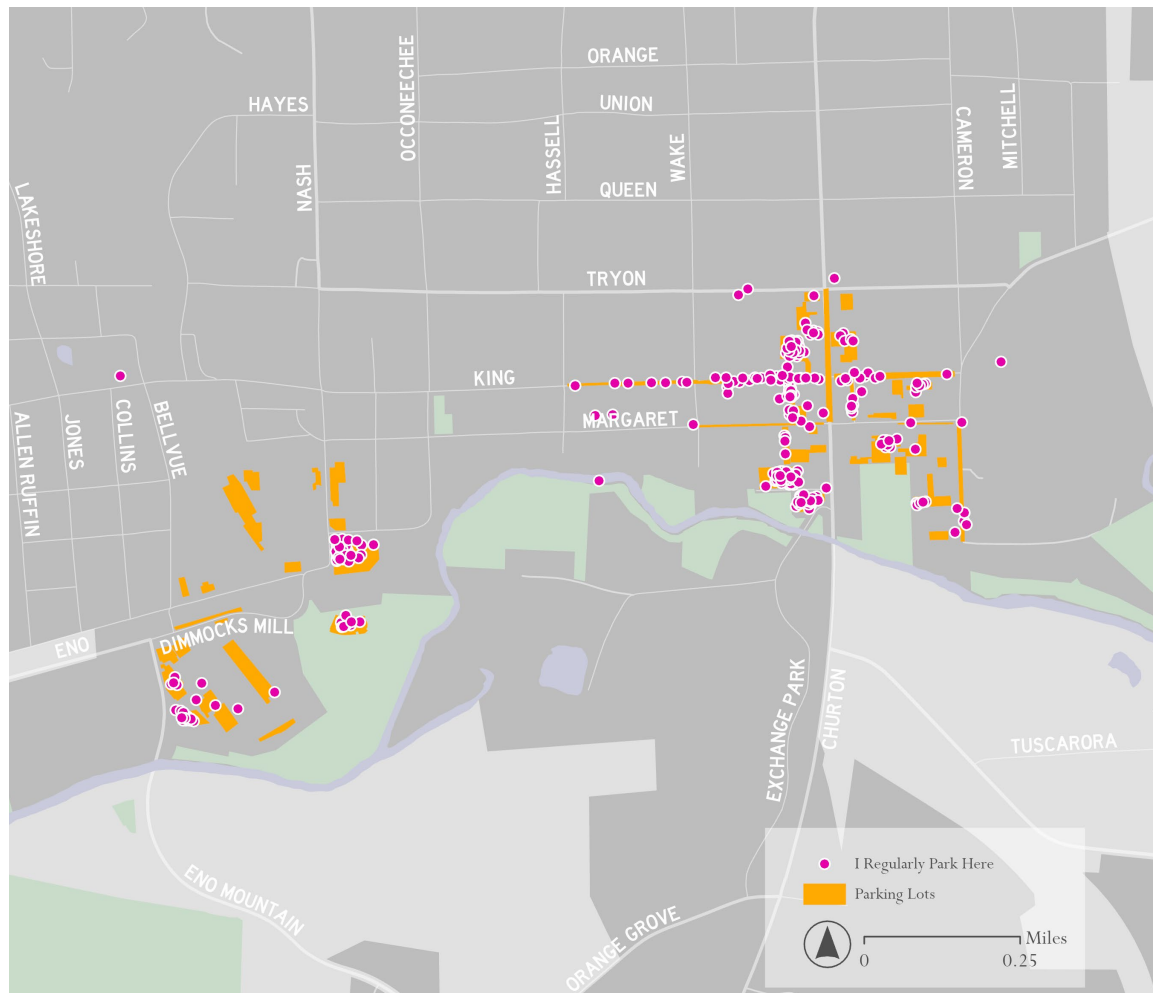 ORANGE
OCCONEECHEE
HAYES
UNION
HASSELL
WAKE
CAMERON
MITCHELL
NASH
QUEEN
LAKESHORE
TRYON
KING
MARGARET
ALLEN RUFFIN
JONES
COLLINS
BELLVUE
ENO
DIMMOCKS MILL
EXCHANGE PARK
CHURTON
TUSCARORA
ENO MOUNTAIN
ORANGE GROVE
I Regularly Park Here
Parking Lots
Miles
0
0.25